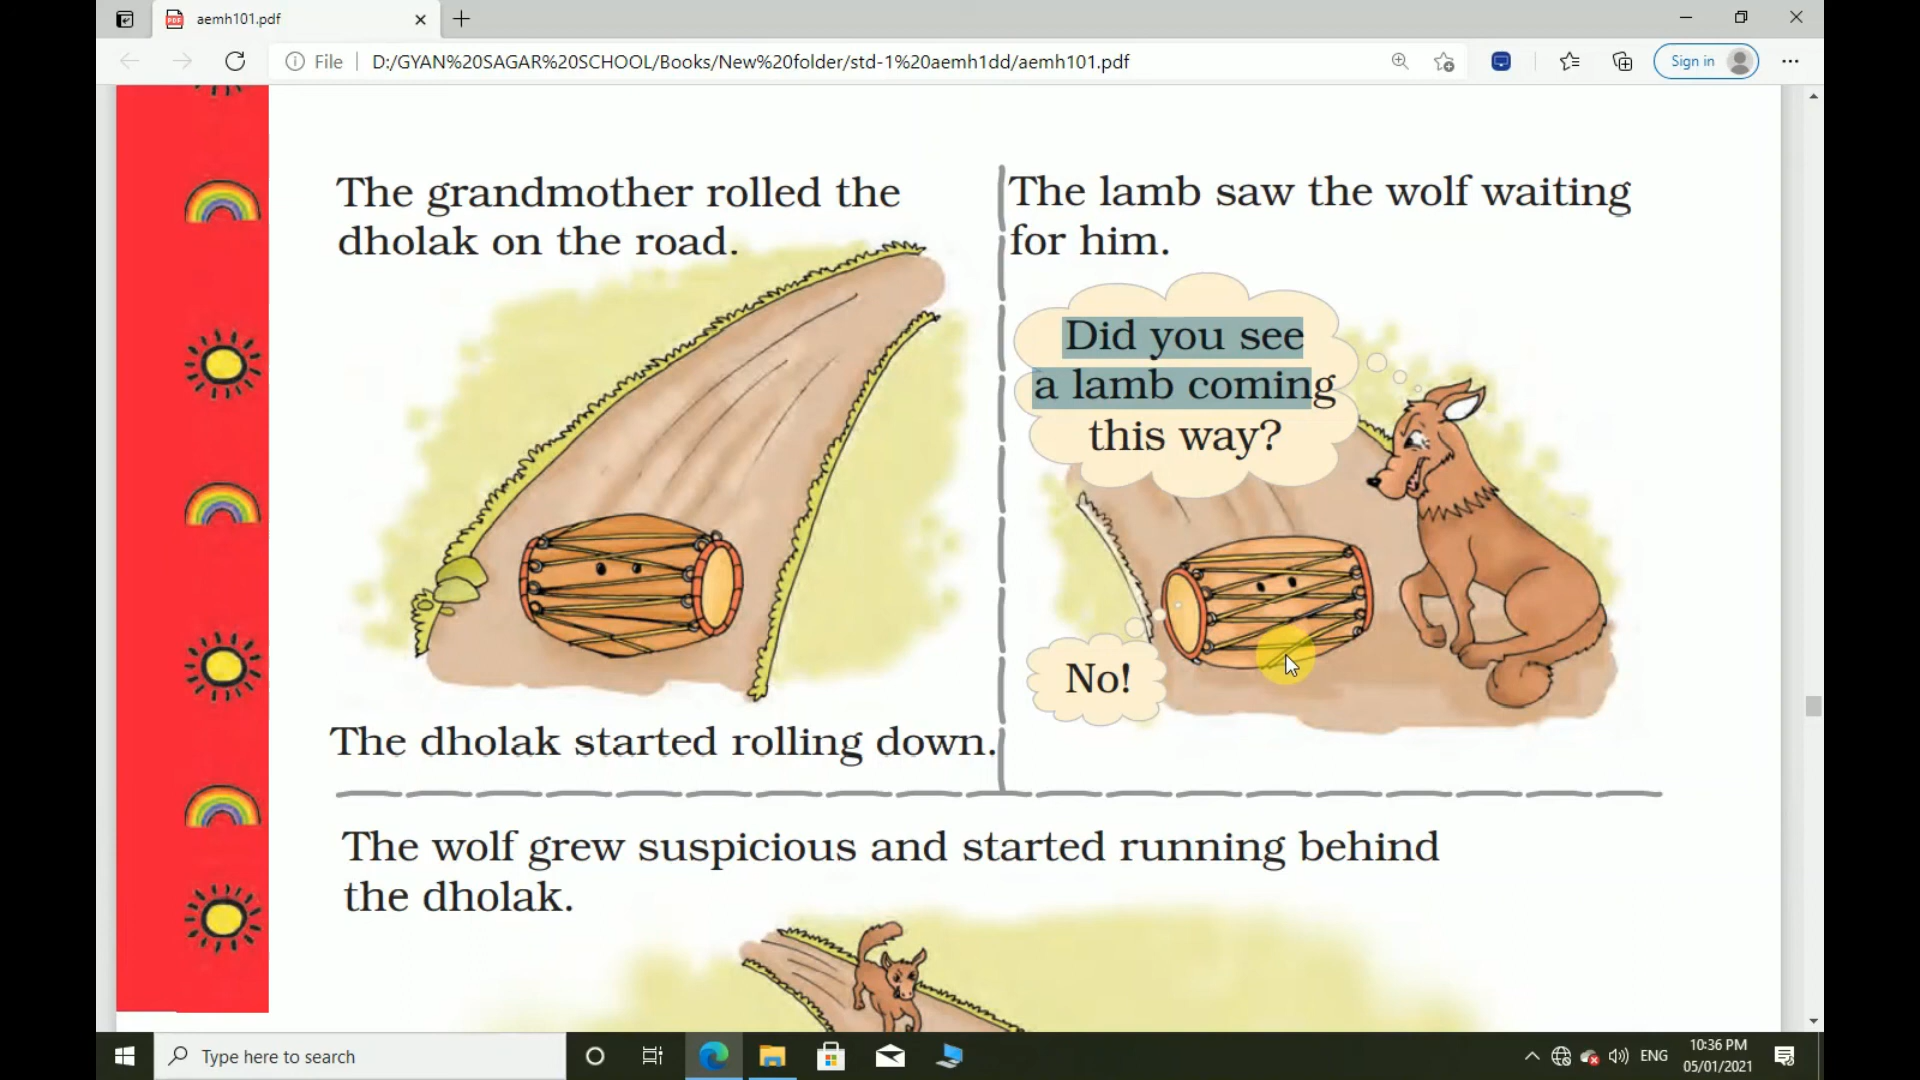 aemh101.pdf
File
D:/GYAN%20SAGAR%20SCHOOL/Books/New%20folder/std-1%20aemh1dd/aemh101.pdf
Sign in
The grandmother rolled the
dholak on the road.
The dholak started rolling down.
The lamb saw the wolf waiting
for him.
Did you see
a lamb coming
this way?
No!
The wolf grew suspicious and started running behind
the dholak.
Type here to search
ENG
10:36 PM
05/01/2021